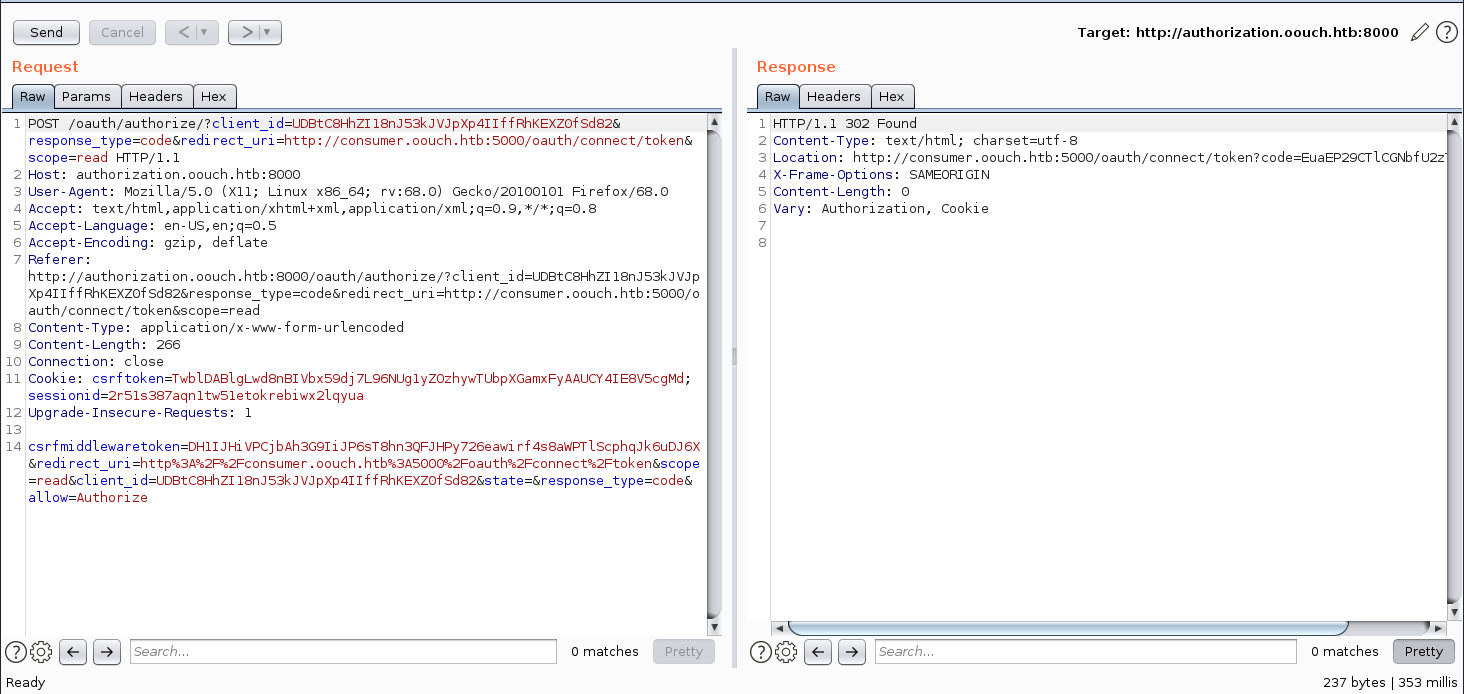 Send Cancel < ▼ > ▼ Target: http://authorization.oouch.htb:8000 ?
Request
Raw Params Headers Hex
1 POST /oauth/authorize/?client_id=UDBtC8HhZI18nJ53kJVJpXp4IIffRhKEXZ0fSd82&
response_type=code&redirect_uri=http://consumer.oouch.htb:5000/oauth/connect/token&
scope=read HTTP/1.1
2 Host: authorization.oouch.htb:8000
3 User-Agent: Mozilla/5.0 (X11; Linux x86_64; rv:68.0) Gecko/20100101 Firefox/68.0
4 Accept: text/html,application/xhtml+xml,application/xml;q=0.9,*/*;q=0.8
5 Accept-Language: en-US,en;q=0.5
6 Accept-Encoding: gzip, deflate
7 Referer:
http://authorization.oouch.htb:8000/oauth/authorize/?client_id=UDBtC8HhZI18nJ53kJVJp
Xp4IIffRhKEXZ0fSd82&response_type=code&redirect_uri=http://consumer.oouch.htb:5000/o
auth/connect/token&scope=read
8 Content-Type: application/x-www-form-urlencoded
9 Content-Length: 266
10 Connection: close
11 Cookie: csrftoken=TwblDABlgLwd8nBIVbx59dj7L96NUg1yZ0zhywTUbpXGamxFyAAUCY4IE8V5cgMd;
sessionid=2r51s387aqn1tw51etokrebiwx2lqyua
12 Upgrade-Insecure-Requests: 1
13
14 csrfmiddlewaretoken=DH1IJHiVPCjbAh3G9IiJP6sT8hn3QFJHPy726eawirf4s8aWPTlScphqJk6uDJ6X
&redirect_uri=http%3A%2F%2Fconsumer.oouch.htb%3A5000%2Foauth%2Fconnect%2Ftoken&scope
=read&client_id=UDBtC8HhZI18nJ53kJVJpXp4IIffRhKEXZ0fSd82&state=&response_type=code&
allow=Authorize
? Search... 0 matches Pretty
Response
Raw Headers Hex
1 HTTP/1.1 302 Found
2 Content-Type: text/html; charset=utf-8
3 Location: http://consumer.oouch.htb:5000/oauth/connect/token?code=EuaEP29CTlCGNbfU2z
4 X-Frame-Options: SAMEORIGIN
5 Content-Length: 0
6 Vary: Authorization, Cookie
7
8
? Search... 0 matches Pretty
Ready 237 bytes | 353 millis